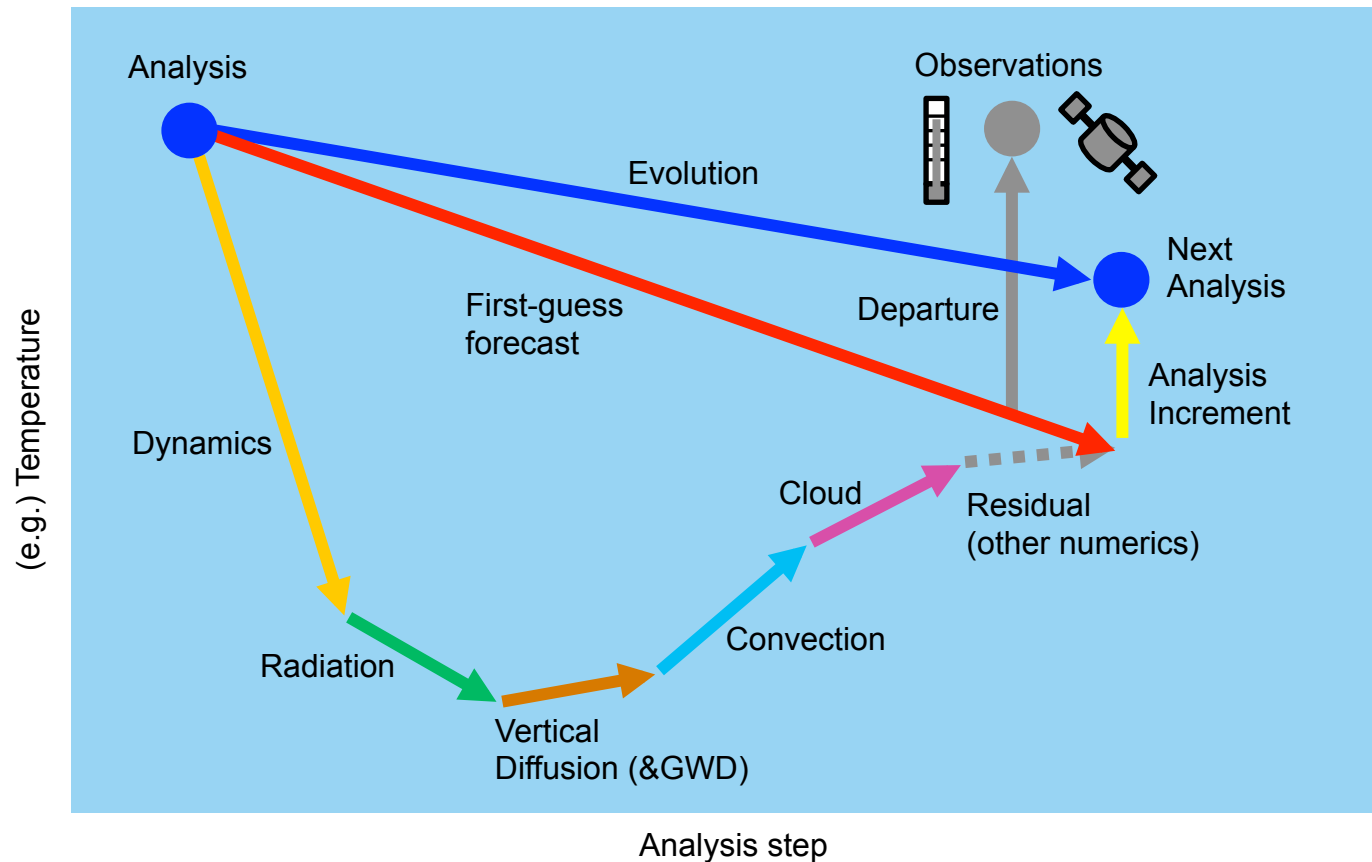 Analysis
Observations
Evolution
Next
Analysis
First-guess
forecast
Departure
Analysis
Increment
Dynamics
Cloud
Residual
(other numerics)
Radiation
Convection
Vertical
Diffusion (&GWD)
(e.g.) Temperature
Analysis step